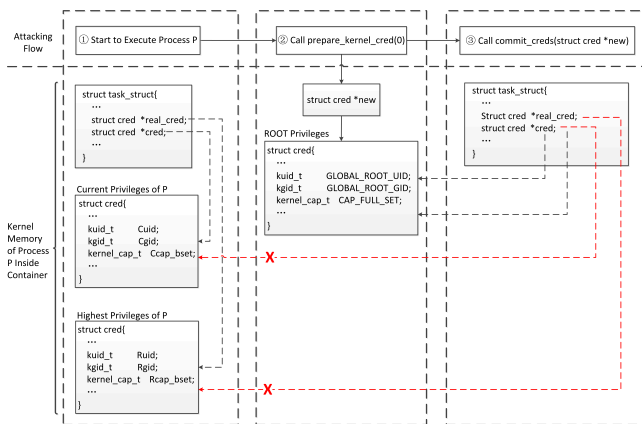 Attacking
Flow
① Start to Execute Process P
② Call prepare_kernel_cred(0)
③ Call commit_creds(struct cred *new)
Kernel
Memory
of Process
P Inside
Container
struct task_struct{
...
struct cred *real_cred;
struct cred *cred;
...
}
Current Privileges of P
struct cred{
...
kuid_t Cuid;
kgid_t Cgid;
kernel_cap_t Ccap_bset;
...
}
Highest Privileges of P
struct cred{
...
kuid_t Ruid;
kgid_t Rgid;
kernel_cap_t Rcap_bset;
...
}
struct cred *new
ROOT Privileges
struct cred{
...
kuid_t GLOBAL_ROOT_UID;
kgid_t GLOBAL_ROOT_GID;
kernel_cap_t CAP_FULL_SET;
...
}
X
X
struct task_struct{
...
Struct cred *real_cred;
struct cred *cred;
...
}